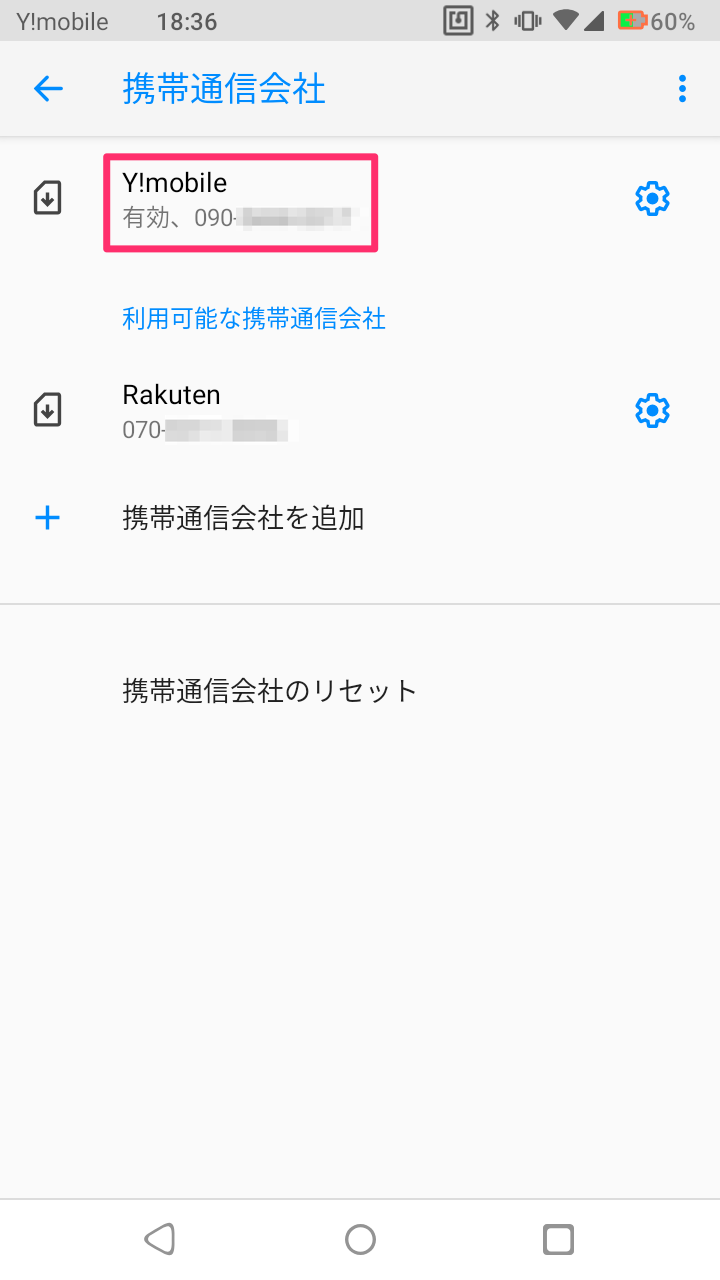 Y!mobile 18:36 60%
携帯通信会社
Y!mobile
有効、090-
利用可能な携帯通信会社
Rakuten
070-
携帯通信会社を追加
携帯通信会社のリセット